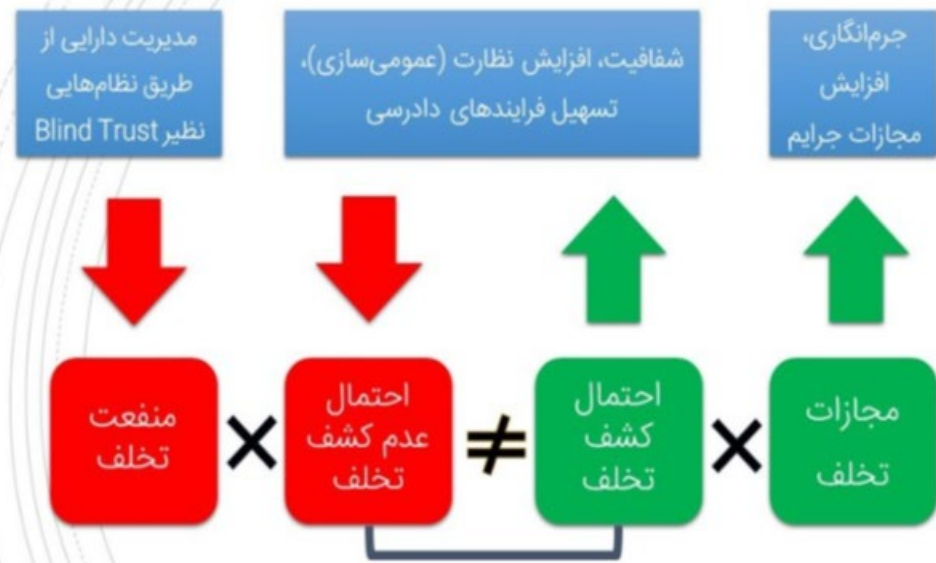 جرم‌انگاری،
افزایش
مجازات جرایم
شفافیت، افزایش نظارت (عمومی‌سازی)،
تسهیل فرایندهای دادرسی
مدیریت دارایی از
طریق نظام‌هایی
نظیر Blind Trust
مجازات
تخلف
×
احتمال
کشف
تخلف
≠
احتمال
عدم کشف
تخلف
×
منفعت
تخلف